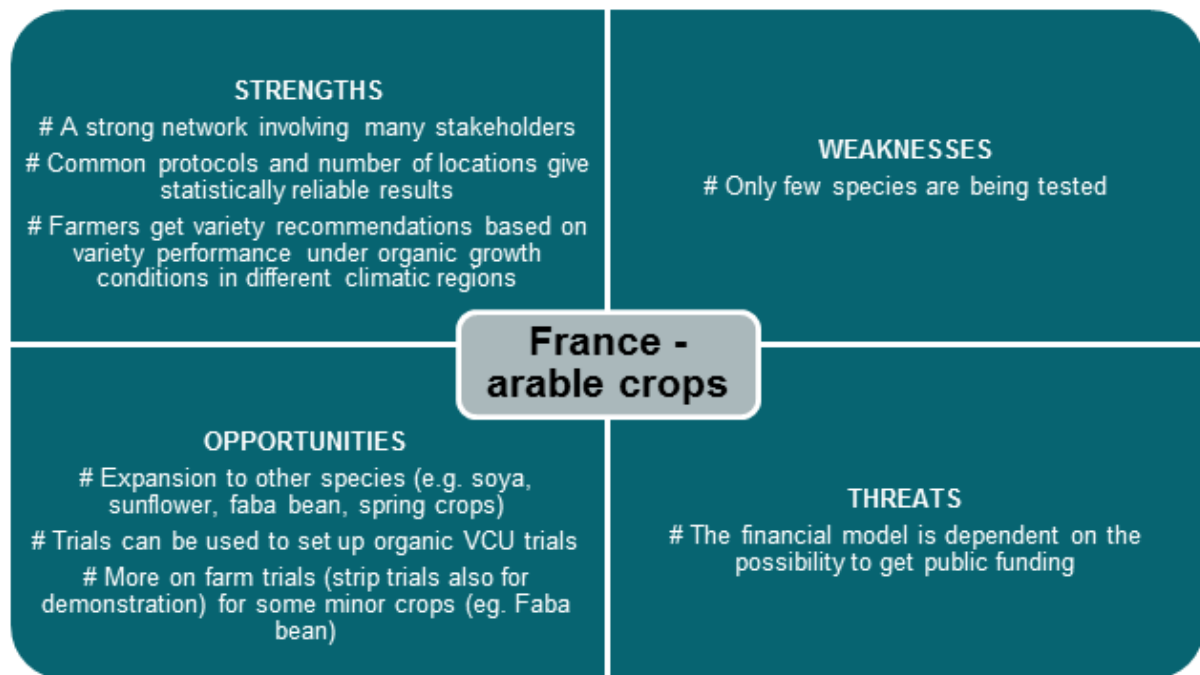 STRENGTHS
# A strong network involving many stakeholders
# Common protocols and number of locations give
statistically reliable results
# Farmers get variety recommendations based on
variety performance under organic growth
conditions in different climatic regions
WEAKNESSES
# Only few species are being tested
France -
arable crops
OPPORTUNITIES
# Expansion to other species (e.g. soya,
sunflower, faba bean, spring crops)
# Trials can be used to set up organic VCU trials
# More on farm trials (strip trials also for
demonstration) for some minor crops (eg. Faba
bean)
THREATS
# The financial model is dependent on the
possibility to get public funding